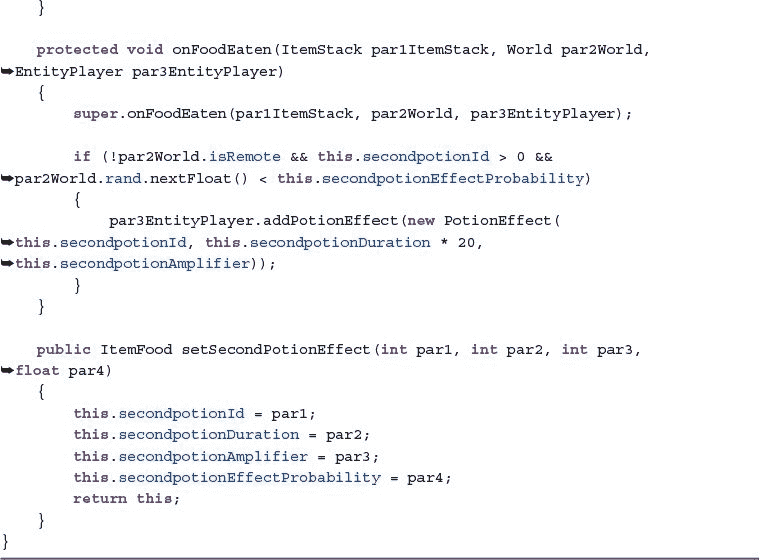 }

    protected void onFoodEaten(ItemStack par1ItemStack, World par2World,
➥EntityPlayer par3EntityPlayer)
    {
        super.onFoodEaten(par1ItemStack, par2World, par3EntityPlayer);

        if (!par2World.isRemote && this.secondpotionId > 0 &&
➥par2World.rand.nextFloat() < this.secondpotionEffectProbability)
        {
            par3EntityPlayer.addPotionEffect(new PotionEffect(
➥this.secondpotionId, this.secondpotionDuration * 20,
➥this.secondpotionAmplifier));
        }
    }

    public ItemFood setSecondPotionEffect(int par1, int par2, int par3,
➥float par4)
    {
        this.secondpotionId = par1;
        this.secondpotionDuration = par2;
        this.secondpotionAmplifier = par3;
        this.secondpotionEffectProbability = par4;
        return this;
    }
}